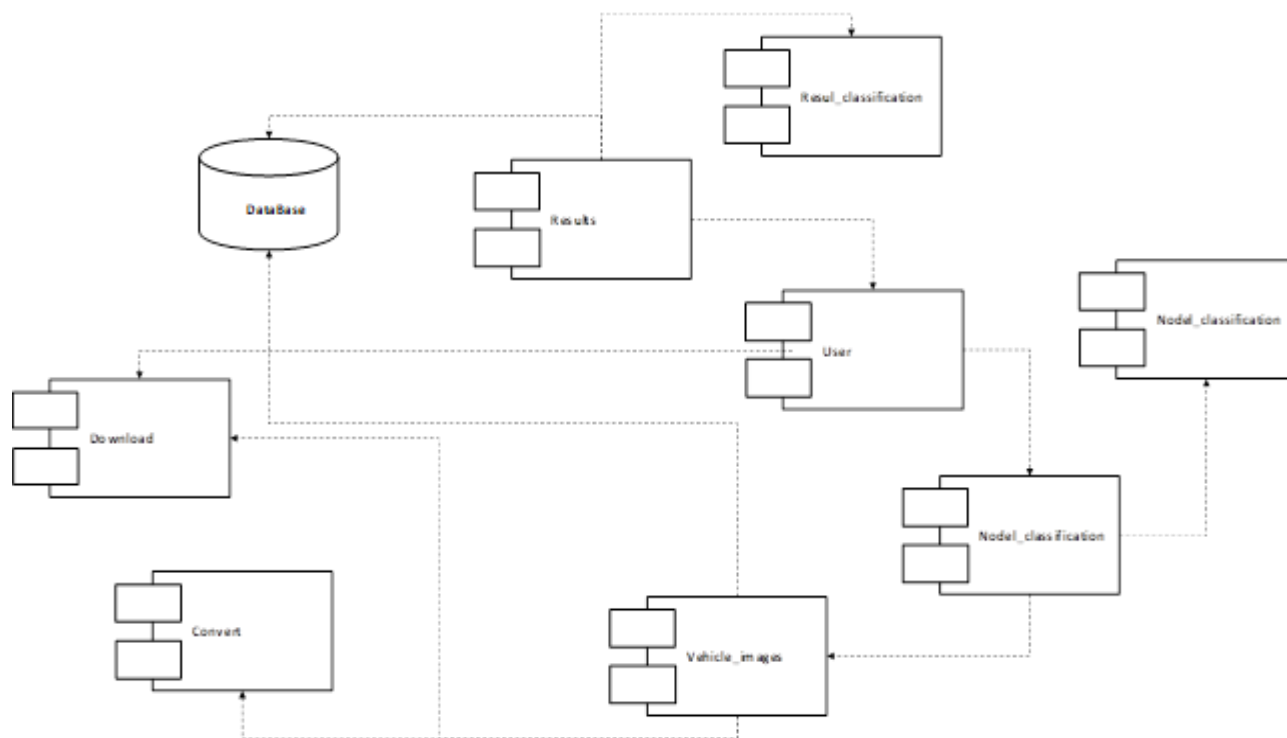 Resul_classification
DataBase
Results
Nodel_classification
User
Download
Nodel_classification
Convert
Vehicle_images